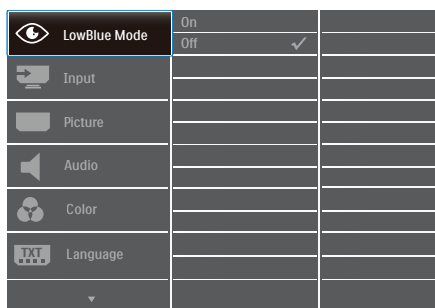 LowBlue Mode
On
Off
Input
Picture
Audio
Color
TXT
Language